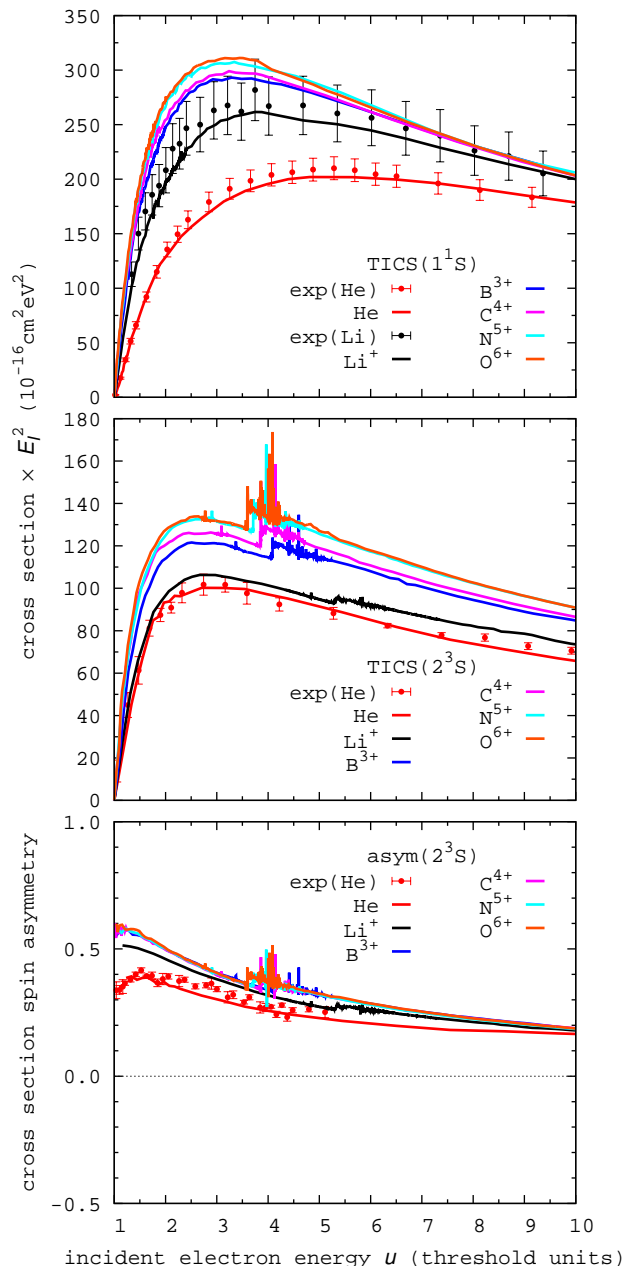 350
300
250
200
150
100
50
0
TICS(1¹S)
exp(He)
He
exp(Li)
Li⁺
B³⁺
C⁴⁺
N⁵⁺
O⁶⁺
cross section × E_I² (10⁻¹⁶cm²eV²)
180
160
140
120
100
80
60
40
20
0
TICS(2³S)
exp(He)
He
Li⁺
B³⁺
C⁴⁺
N⁵⁺
O⁶⁺
1.0
0.5
0.0
-0.5
asym(2³S)
exp(He)
He
Li⁺
B³⁺
C⁴⁺
N⁵⁺
O⁶⁺
cross section spin asymmetry
1 2 3 4 5 6 7 8 9 10
incident electron energy u (threshold units)